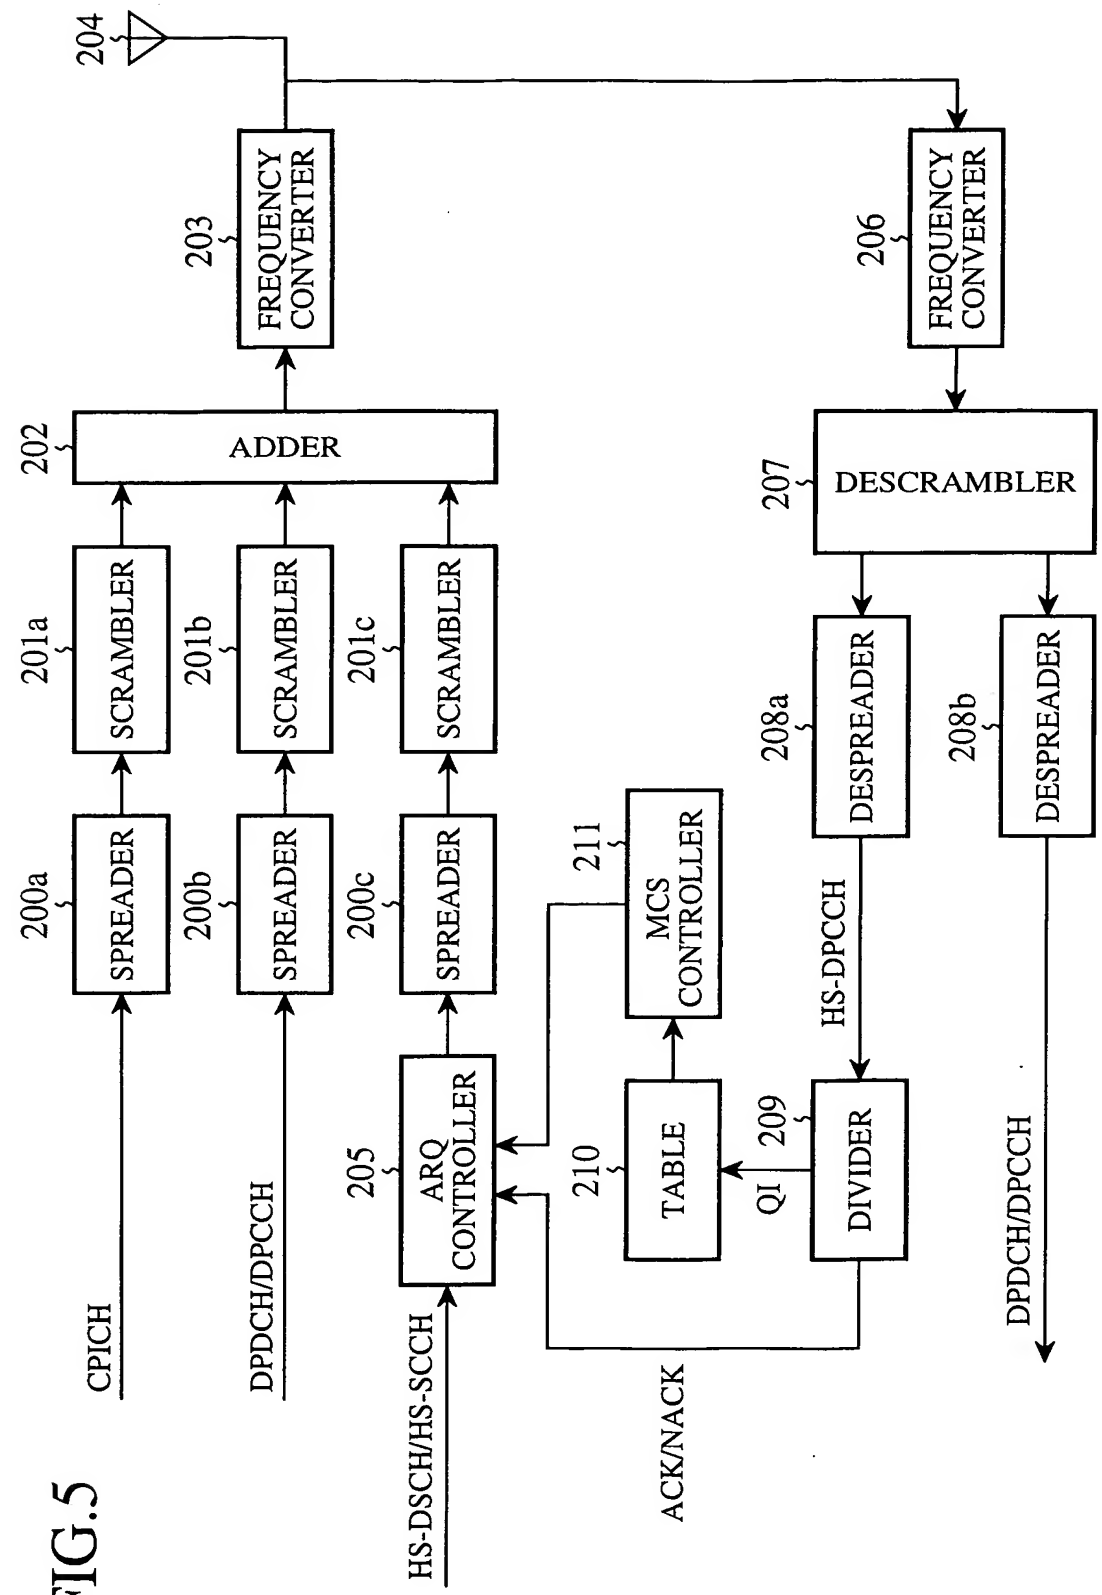 FIG.5
CPICH
200a
SPREADER
201a
SCRAMBLER
202
ADDER
203
FREQUENCY
CONVERTER
204
DPDCH/DPCCH
200b
SPREADER
201b
SCRAMBLER
HS-DSCH/HS-SCCH
205
ARQ
CONTROLLER
200c
SPREADER
201c
SCRAMBLER
ACK/NACK
210
TABLE
211
MCS
CONTROLLER
QI
209
DIVIDER
HS-DPCCH
208a
DESPREADER
207
DESCRAMBLER
206
FREQUENCY
CONVERTER
DPDCH/DPCCH
208b
DESPREADER